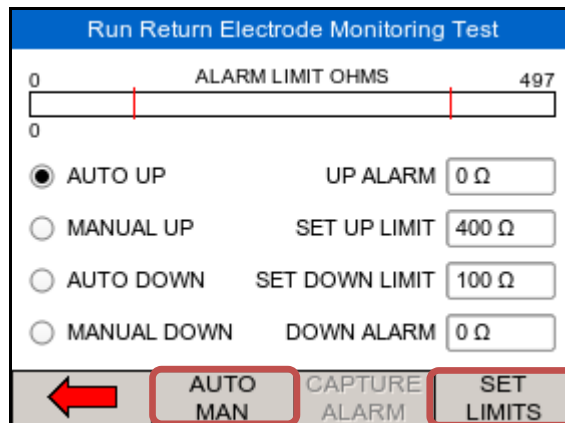 Run Return Electrode Monitoring Test
0 ALARM LIMIT OHMS 497
0
AUTO UP UP ALARM 0 Ω
MANUAL UP SET UP LIMIT 400 Ω
AUTO DOWN SET DOWN LIMIT 100 Ω
MANUAL DOWN DOWN ALARM 0 Ω
AUTO CAPTURE SET
MAN ALARM LIMITS